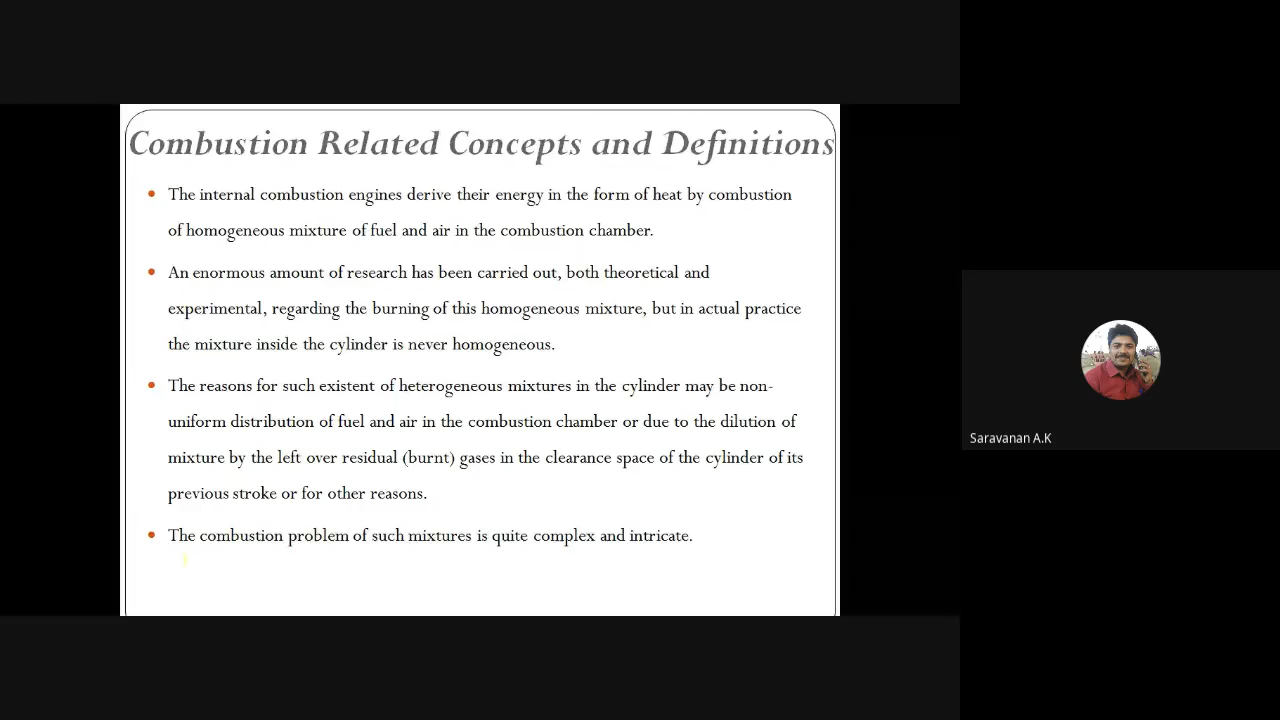 Combustion Related Concepts and Definitions
The internal combustion engines derive their energy in the form of heat by combustion
of homogeneous mixture of fuel and air in the combustion chamber.
An enormous amount of research has been carried out, both theoretical and
experimental, regarding the burning of this homogeneous mixture, but in actual practice
the mixture inside the cylinder is never homogeneous.
The reasons for such existent of heterogeneous mixtures in the cylinder may be non-
uniform distribution of fuel and air in the combustion chamber or due to the dilution of
mixture by the left over residual (burnt) gases in the clearance space of the cylinder of its
previous stroke or for other reasons.
The combustion problem of such mixtures is quite complex and intricate.
Saravanan A.K